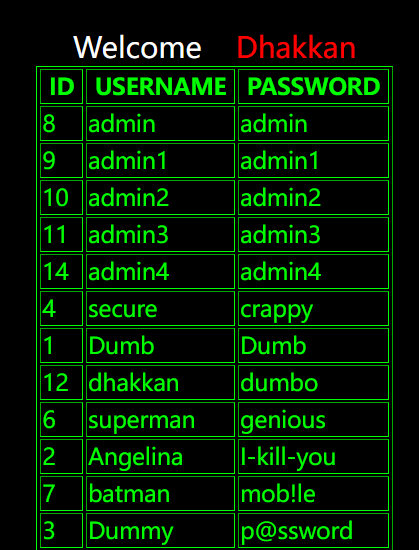 Welcome Dhakkan
ID USERNAME PASSWORD
8 admin admin
9 admin1 admin1
10 admin2 admin2
11 admin3 admin3
14 admin4 admin4
4 secure crappy
1 Dumb Dumb
12 dhakkan dumbo
6 superman genious
2 Angelina I-kill-you
7 batman mob!le
3 Dummy p@ssword